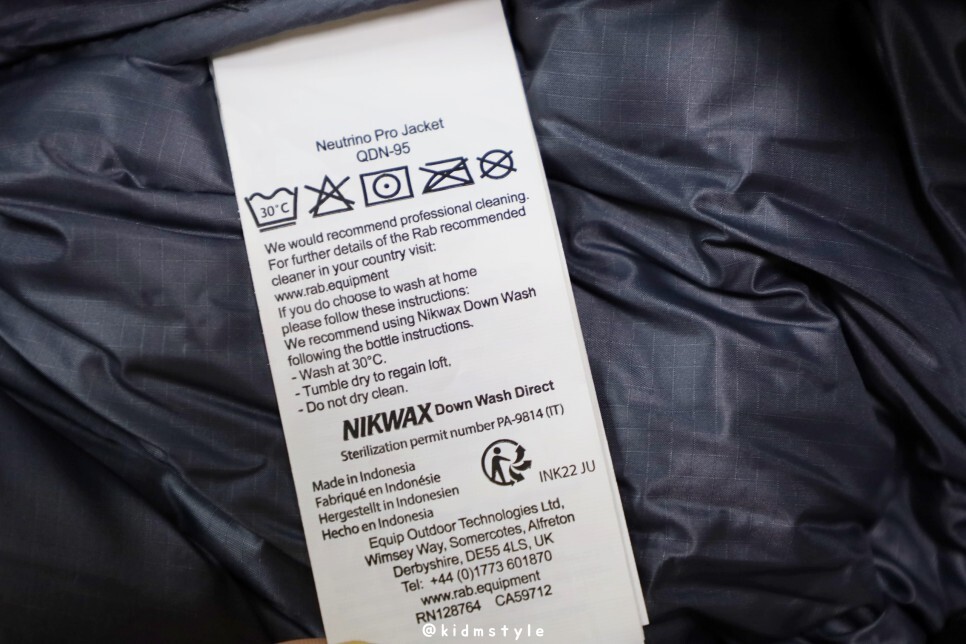 Neutrino Pro Jacket
QDN-95
30°C
We would recommend professional cleaning.
For further details of the Rab recommended
cleaner in your country visit:
www.rab.equipment
If you do choose to wash at home
please follow these instructions:
We recommend using Nikwax Down Wash
following the bottle instructions.
- Wash at 30°C.
- Tumble dry to regain loft.
- Do not dry clean.
NIKWAX Down Wash Direct
Sterilization permit number PA-9814 (IT)
Made in Indonesia
Fabriqué en Indonésie
Hergestellt in Indonesien
Hecho en Indonesia
INK22 JU
Equip Outdoor Technologies Ltd,
Wimsey Way, Somercotes, Alfreton
Derbyshire, DE55 4LS, UK
Tel: +44 (0)1773 601870
www.rab.equipment
RN128764 CA59712
@kidmstyle